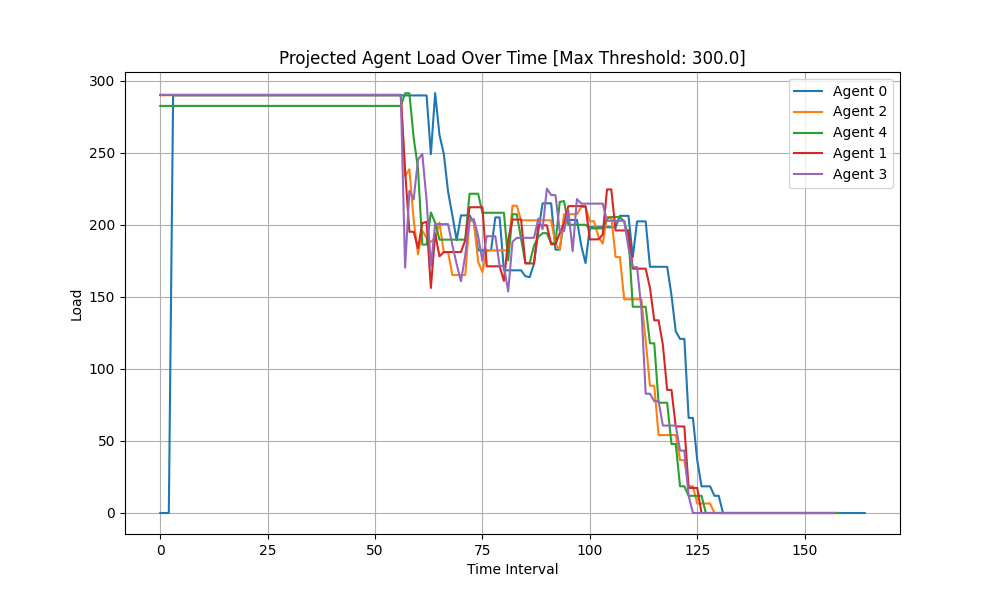 Projected Agent Load Over Time [Max Threshold: 300.0]
300
250
200
150
100
50
0
Load
Agent 0
Agent 2
Agent 4
Agent 1
Agent 3
0 25 50 75 100 125 150
Time Interval